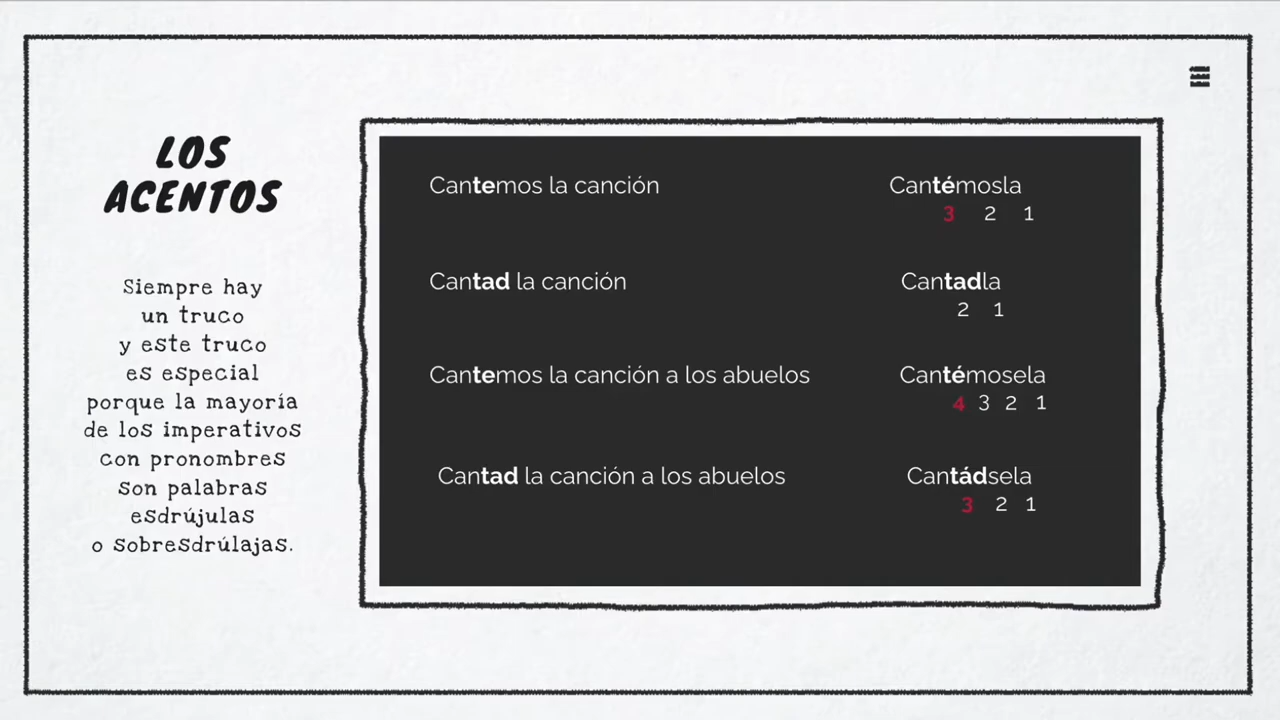 LOS
ACENTOS
Siempre hay
un truco
y este truco
es especial
porque la mayoría
de los imperativos
con pronombres
son palabras
esdrújulas
o sobresdrúlajas.
Cantemos la canción
Cantémosla
3 2 1
Cantad la canción
Cantadla
2 1
Cantemos la canción a los abuelos
Cantémosela
4 3 2 1
Cantad la canción a los abuelos
Cantádsela
3 2 1